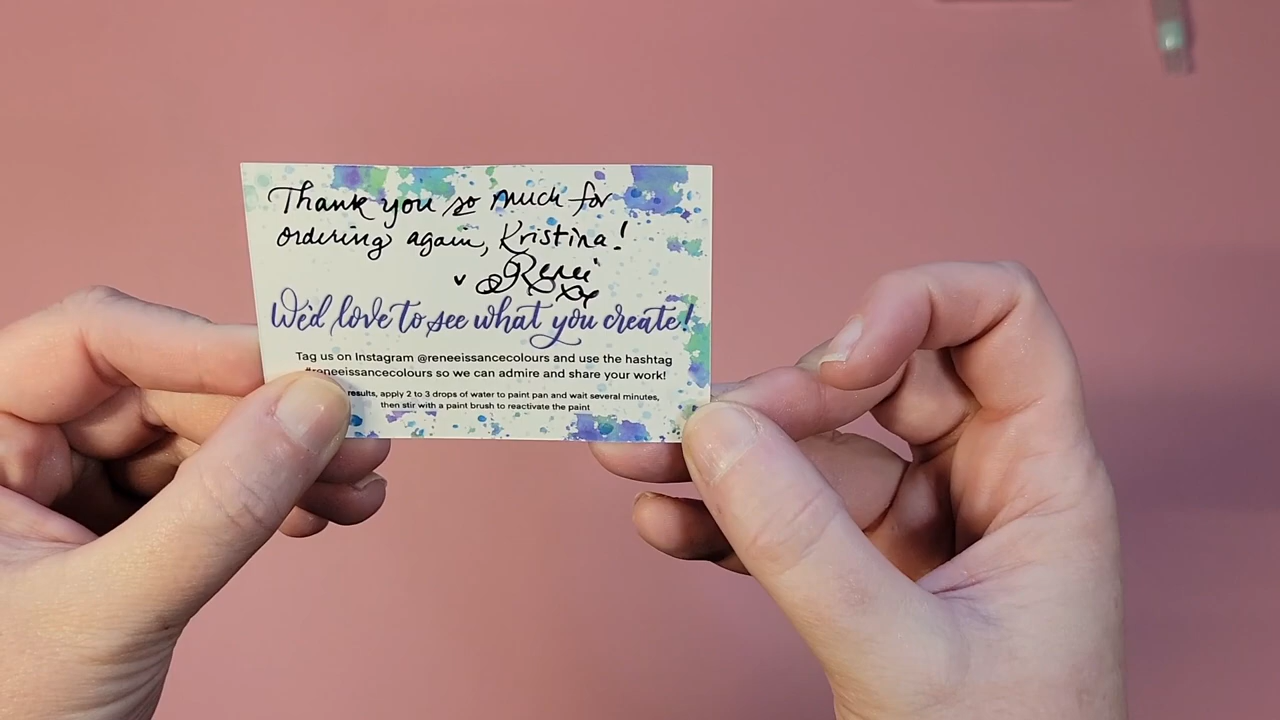 Thank you so much for
ordering again, Kristina!
Renei
xx
We'd love to see what you create!
Tag us on Instagram @reneeissancecolours and use the hashtag
#reneeissancecolours so we can admire and share your work!
results, apply 2 to 3 drops of water to paint pan and wait several minutes,
then stir with a paint brush to reactivate the paint